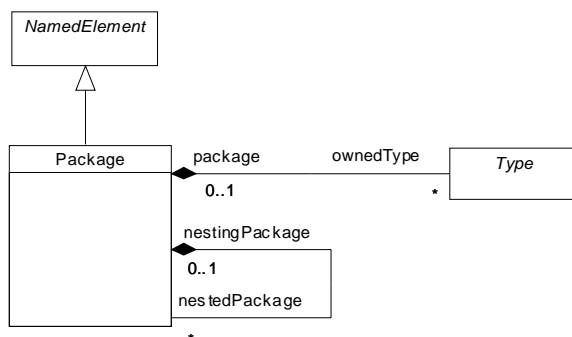 NamedElement
Package
package
ownedType
Type
0..1
*
nestingPackage
0..1
nestedPackage
*